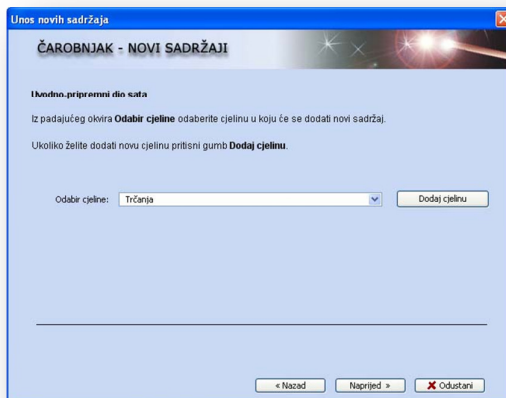 Unos novih sadržaja
ČAROBNJAK - NOVI SADRŽAJI
Uvodno-pripremni dio sata
Iz padajućeg okvira Odabir cjeline odaberite cjelinu u koju će se dodati novi sadržaj.
Ukoliko želite dodati novu cjelinu pritisni gumb Dodaj cjelinu.
Odabir cjeline: Trčanja Dodaj cjelinu
« Nazad Naprijed » Odustani